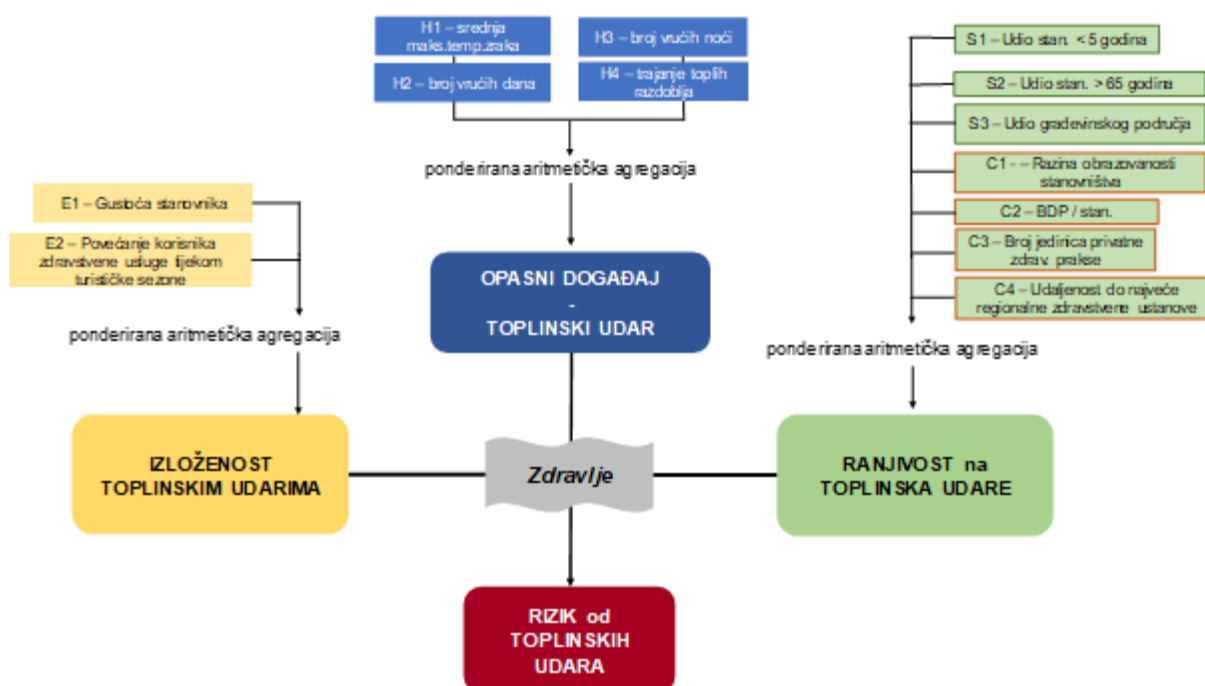 H1 – srednja
maks.temp.zraka
H2 – broj vrućih dana
H3 – broj vrućih noći
H4 – trajanje toplih
razdoblja
ponderirana aritmetička agregacija
OPASNI DOGAĐAJ
-
TOPLINSKI UDAR
E1 – Gustoća stanovnika
E2 – Povećanje korisnika
zdravstvene usluge tijekom
turističke sezone
ponderirana aritmetička agregacija
IZLOŽENOST
TOPLINSKIM UDARIMA
S1 – Udio stan. < 5 godina
S2 – Udio stan. > 65 godina
S3 – Udio građevinskog područja
C1 - – Razina obrazovanosti
stanovništva
C2 – BDP / stan.
C3 – Broj jedinica privatne
zdrav. prakse
C4 – Udaljenost do najveće
regionalne zdravstvene ustanove
ponderirana aritmetička agregacija
RANJIVOST na
TOPLINSKA UDARE
Zdravlje
RIZIK od
TOPLINSKIH
UDARA